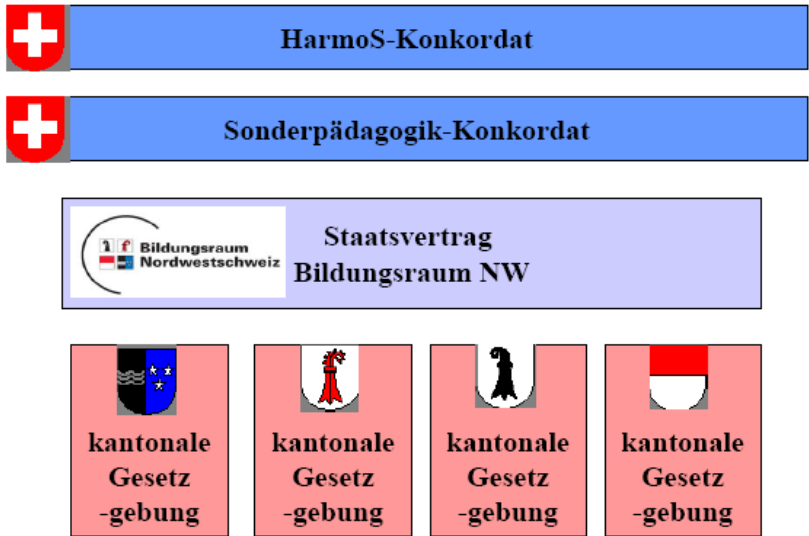 HarmoS-Konkordat
Sonderpädagogik-Konkordat
Bildungsraum
Nordwestschweiz
Staatsvertrag
Bildungsraum NW
kantonale
Gesetz
-gebung
kantonale
Gesetz
-gebung
kantonale
Gesetz
-gebung
kantonale
Gesetz
-gebung